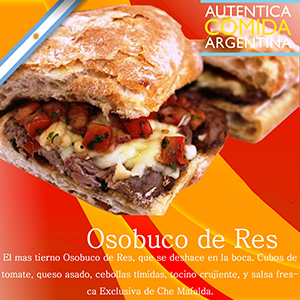 AUTENTICA
COMIDA
ARGENTINA
Osobuco de Res
El mas tierno Osobuco de Res, que se deshace en la boca. Cubos de
tomate, queso asado, cebollas timidas, tocino crujiente, y salsa fres-
ca Exclusiva de Che Mafalda.